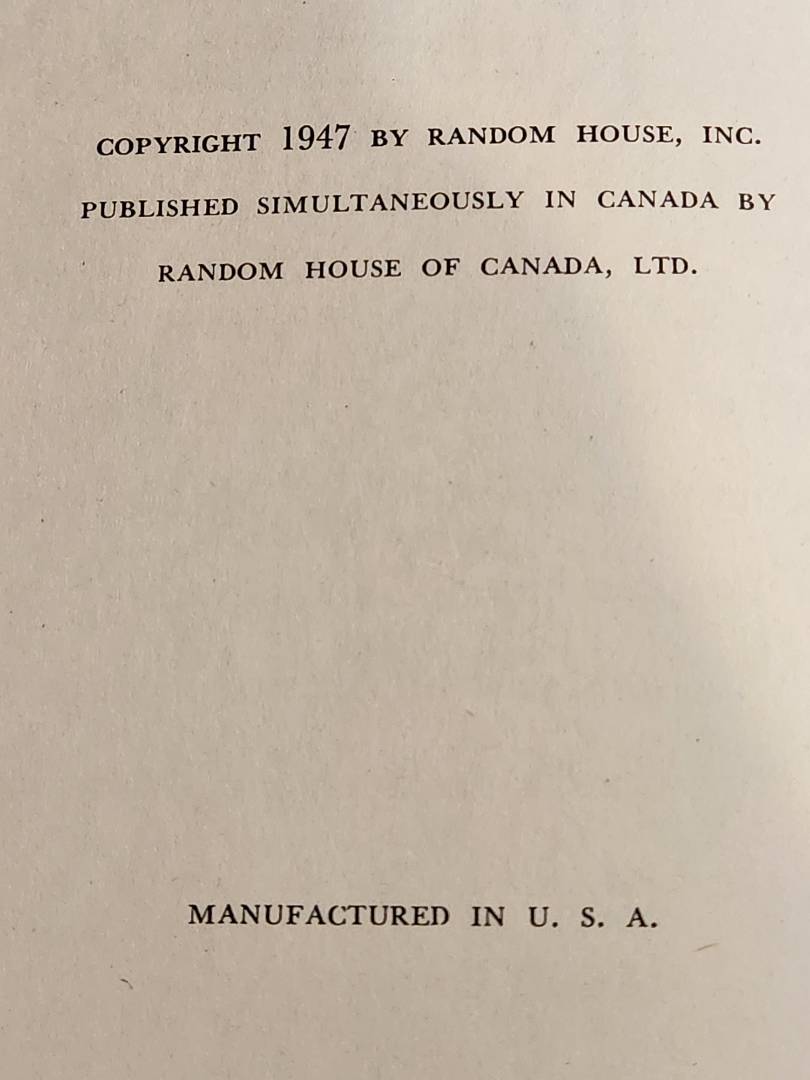 COPYRIGHT 1947 BY RANDOM HOUSE, INC.
PUBLISHED SIMULTANEOUSLY IN CANADA BY
RANDOM HOUSE OF CANADA, LTD.
MANUFACTURED IN U. S. A.